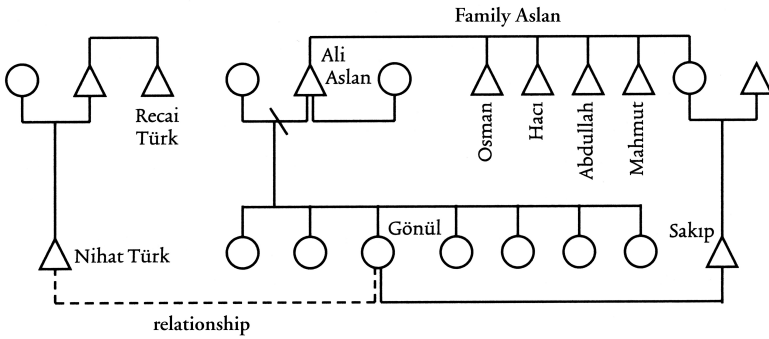 Family Aslan
Ali
Aslan
Recai
Türk
Osman
Hacı
Abdullah
Mahmut
Gönül
Sakıp
Nihat Türk
relationship